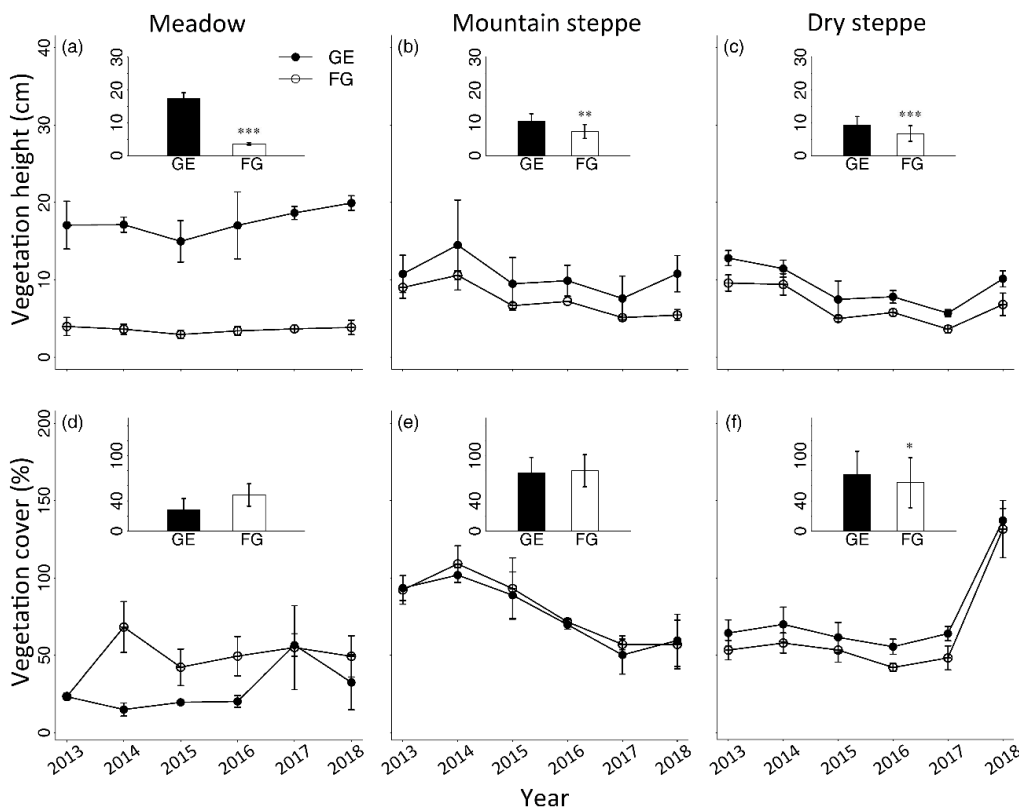 Meadow
Mountain steppe
Dry steppe
Vegetation height (cm)
40
30
20
10
0
(a)
GE
FG
30
20
10
0
***
GE
FG
(b)
30
20
10
0
**
GE
FG
(c)
30
20
10
0
***
GE
FG
Vegetation cover (%)
200
150
100
50
0
(d)
100
40
0
GE
FG
(e)
100
40
0
GE
FG
(f)
100
40
0
*
GE
FG
2013 2014 2015 2016 2017 2018
2013 2014 2015 2016 2017 2018
2013 2014 2015 2016 2017 2018
Year